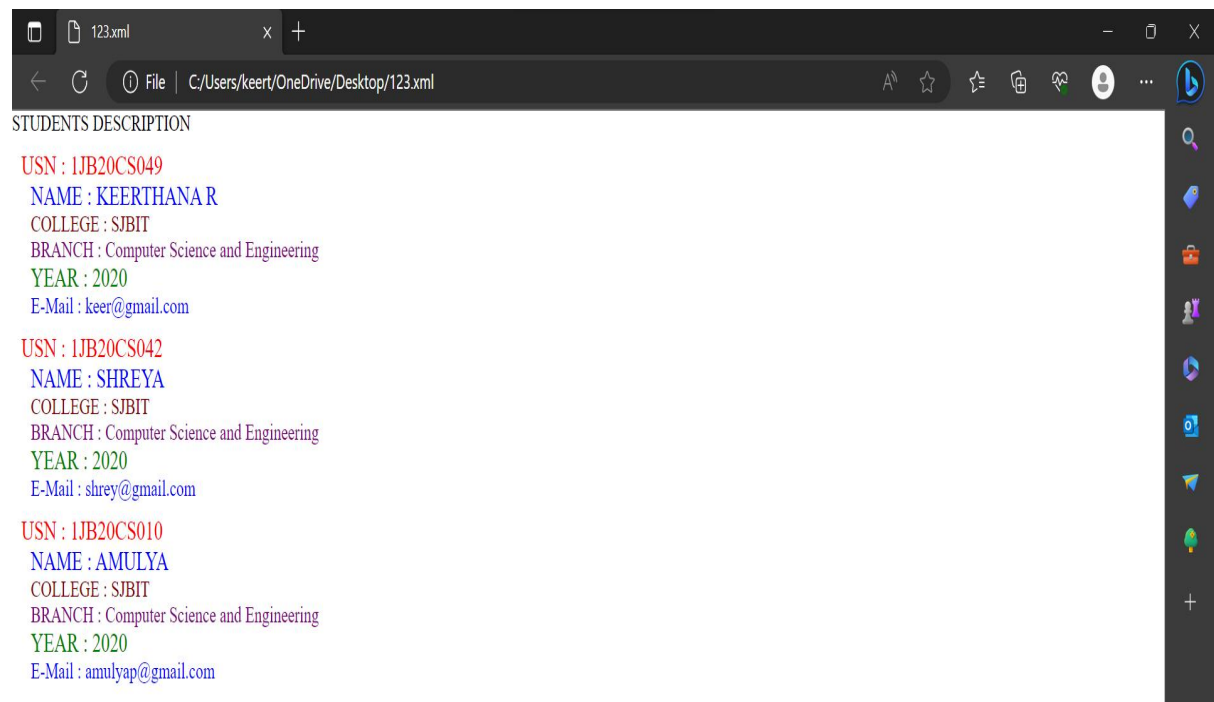 123.xml
File | C:/Users/keert/OneDrive/Desktop/123.xml
STUDENTS DESCRIPTION
USN : 1JB20CS049
NAME : KEERTHANA R
COLLEGE : SJBIT
BRANCH : Computer Science and Engineering
YEAR : 2020
E-Mail : keer@gmail.com
USN : 1JB20CS042
NAME : SHREYA
COLLEGE : SJBIT
BRANCH : Computer Science and Engineering
YEAR : 2020
E-Mail : shrey@gmail.com
USN : 1JB20CS010
NAME : AMULYA
COLLEGE : SJBIT
BRANCH : Computer Science and Engineering
YEAR : 2020
E-Mail : amulyap@gmail.com